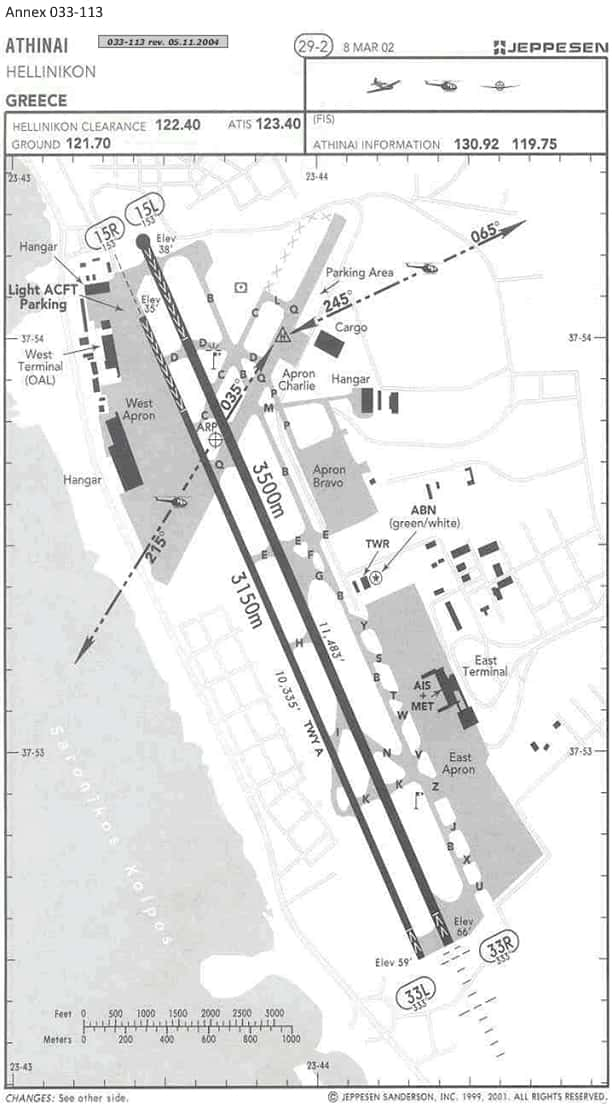 Annex 033-113
ATHINAI
033-113 rev. 05.11.2004
29-2
8 MAR 02
JEPPESEN
HELLINIKON
GREECE
HELLINIKON CLEARANCE 122.40 ATIS 123.40
GROUND 121.70
(FIS)
ATHINAI INFORMATION 130.92 119.75
23-43
23-44
15R
153
15L
153
Elev
38'
065°
Hangar
Light ACFT
Parking
Elev
35'
B
L
Q
C
Parking Area
245°
37-54
37-54
H
Cargo
West
Terminal
(OAL)
D
D
D
C
B
Q
Apron
Charlie
Hangar
035°
P
M
P
West
Apron
C
ARP
Q
Hangar
3500m
B
Apron
Bravo
ABN
(green/white)
TWR
215°
E
E
E
F
G
B
3150m
Y
H
11,483'
S
B
T
W
East
Terminal
AIS
+
MET
10,335'
TWY A
I
N
V
37-53
37-53
East
Apron
K
K
Z
J
B
X
U
Saronikos Kolpos
Elev
66'
Elev 59'
33R
333
33L
333
Feet 0 500 1000 1500 2000 2500 3000
Meters 0 200 400 600 800 1000
23-43
23-44
CHANGES: See other side.
© JEPPESEN SANDERSON, INC. 1999, 2001. ALL RIGHTS RESERVED.